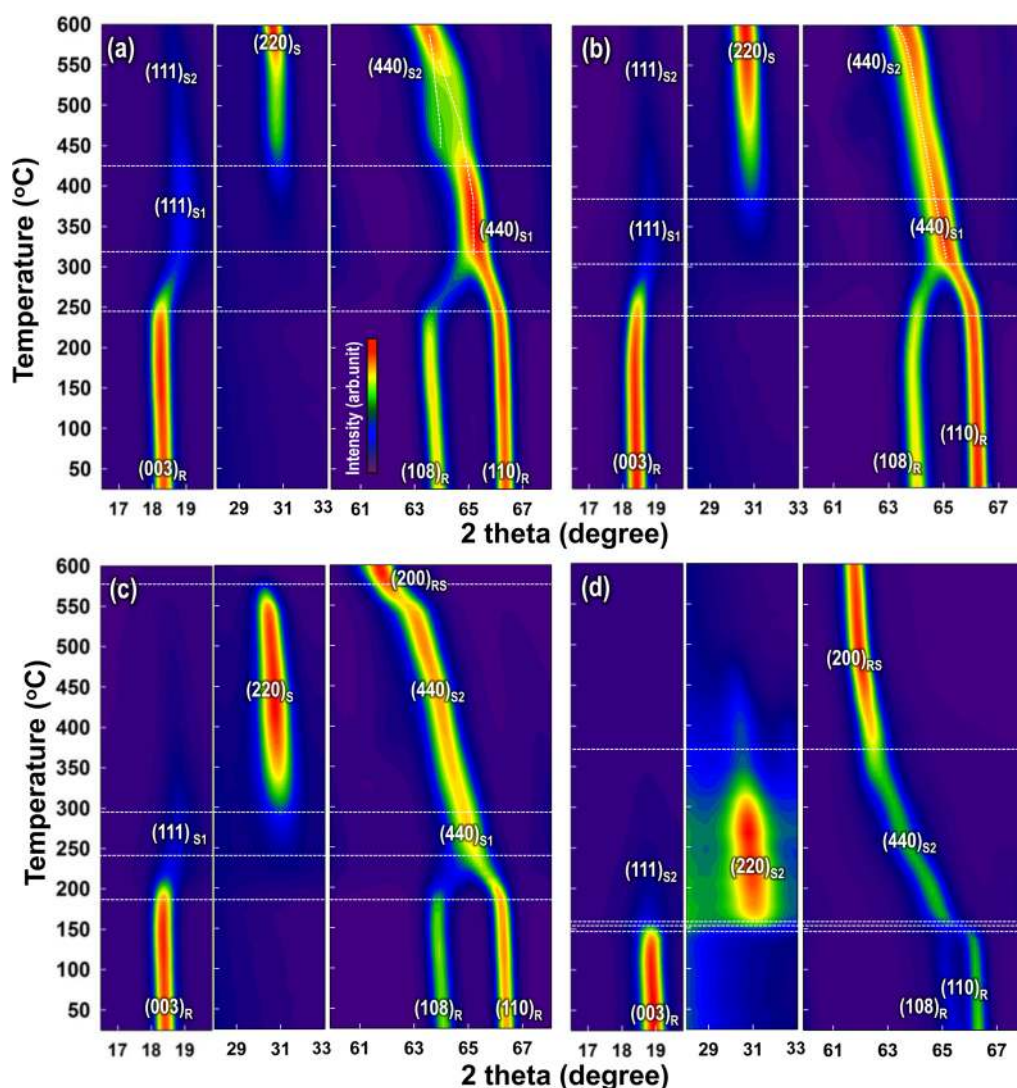 (a)
(111)S2
(220)S
(440)S2
(111)S1
(440)S1
(003)R
(108)R
(110)R
Intensity (arb.unit)
600
550
500
450
400
350
300
250
200
150
100
50
Temperature (°C)
17 18 19 29 31 33 61 63 65 67
(b)
(111)S2
(220)S
(440)S2
(111)S1
(440)S1
(003)R
(108)R
(110)R
17 18 19 29 31 33 61 63 65 67
2 theta (degree)
(c)
(200)RS
(220)S
(440)S2
(111)S1
(440)S1
(003)R
(108)R
(110)R
600
550
500
450
400
350
300
250
200
150
100
50
Temperature (°C)
17 18 19 29 31 33 61 63 65 67
(d)
(200)RS
(440)S2
(111)S2
(220)S2
(003)R
(108)R
(110)R
17 18 19 29 31 33 61 63 65 67
2 theta (degree)